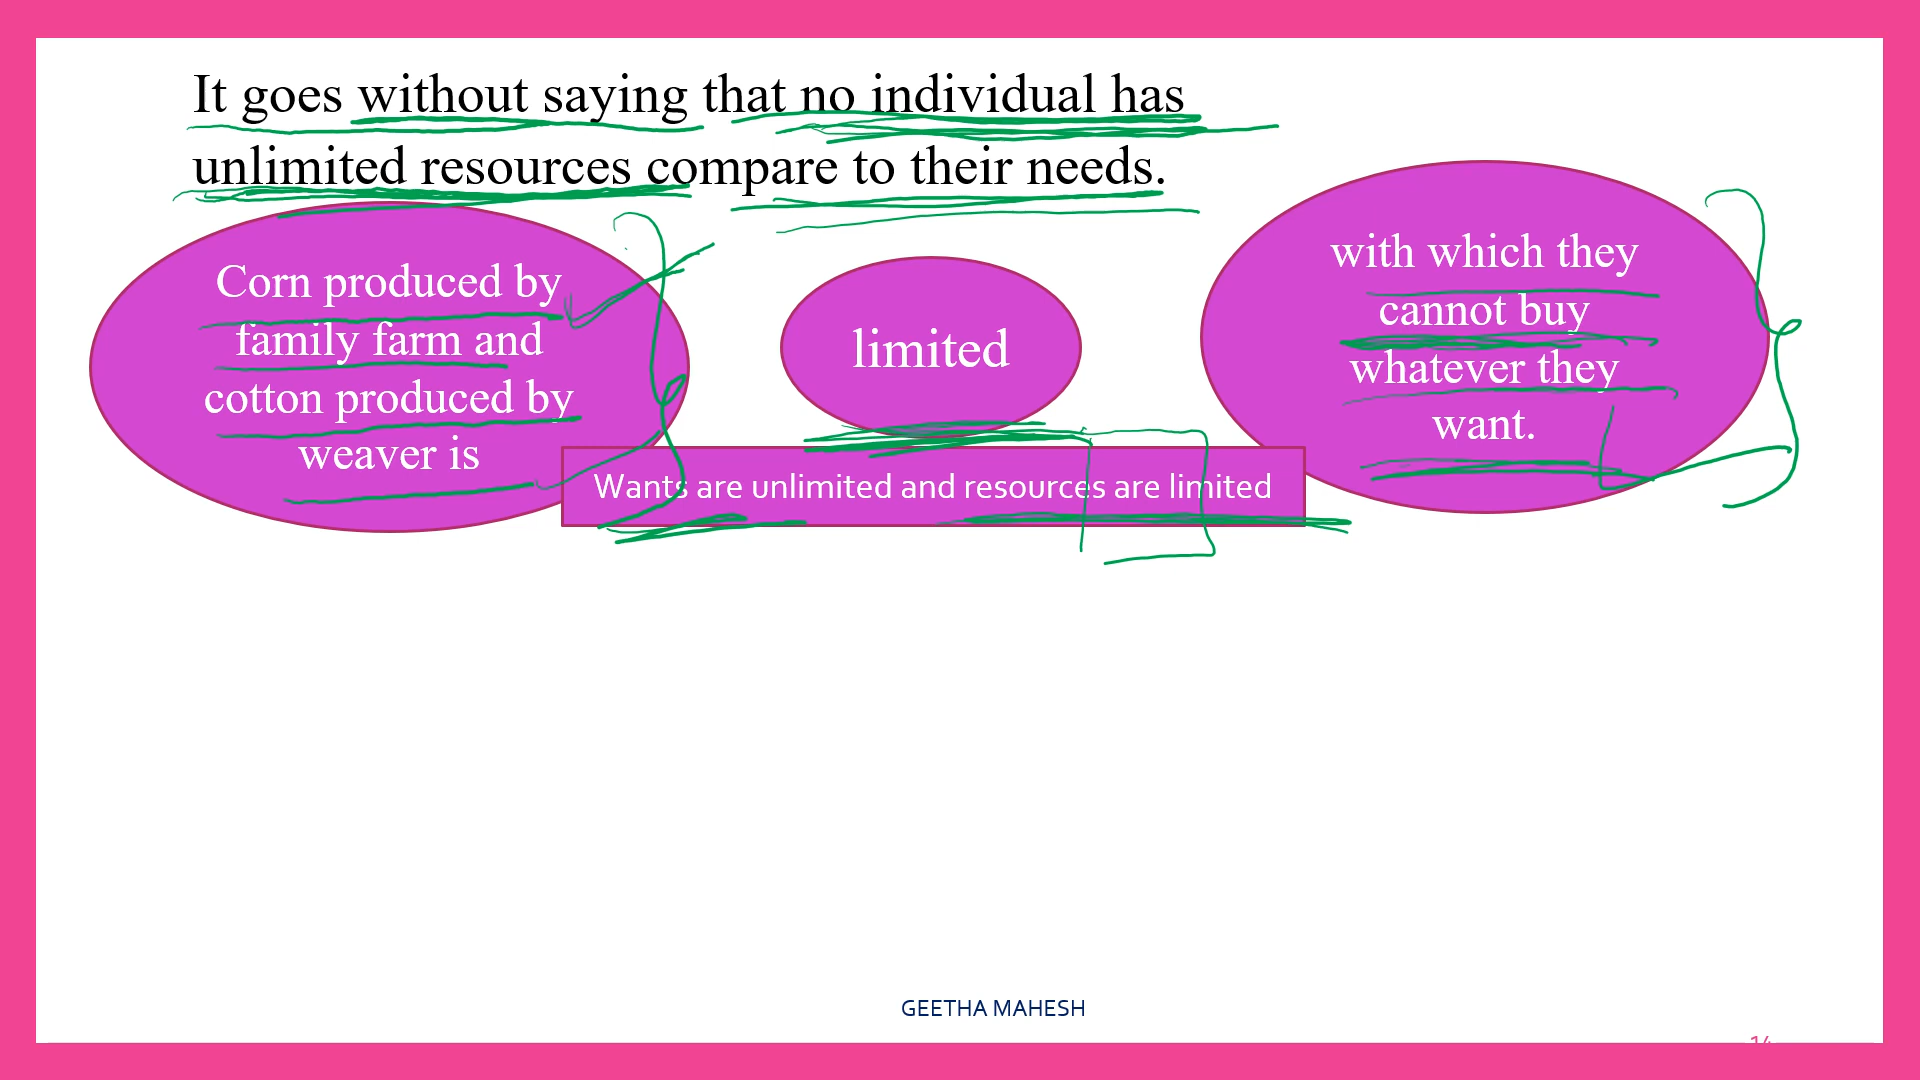 It goes without saying that no individual has
unlimited resources compare to their needs.
Corn produced by
family farm and
cotton produced by
weaver is
limited
with which they
cannot buy
whatever they
want.
Wants are unlimited and resources are limited
GEETHA MAHESH
14